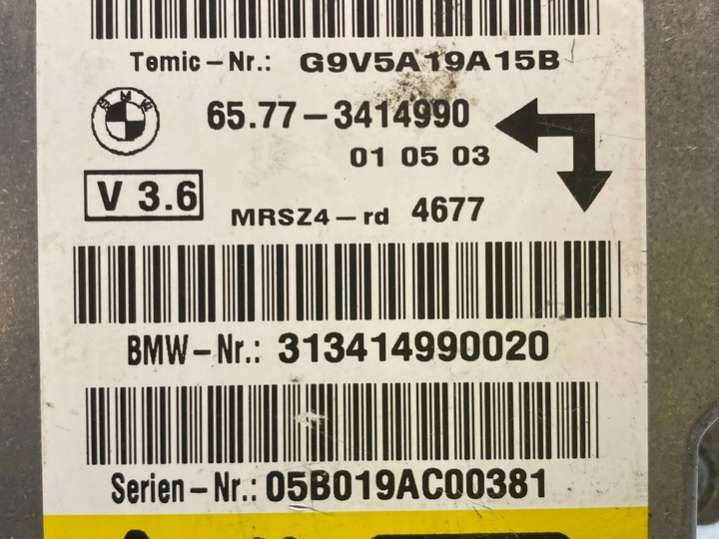 Temic-Nr.: G9V5A19A15B
BMW
65.77-3414990
01 05 03
V 3.6
MRSZ4-rd 4677
BMW-Nr.: 313414990020
Serien-Nr.: 05B019AC00381